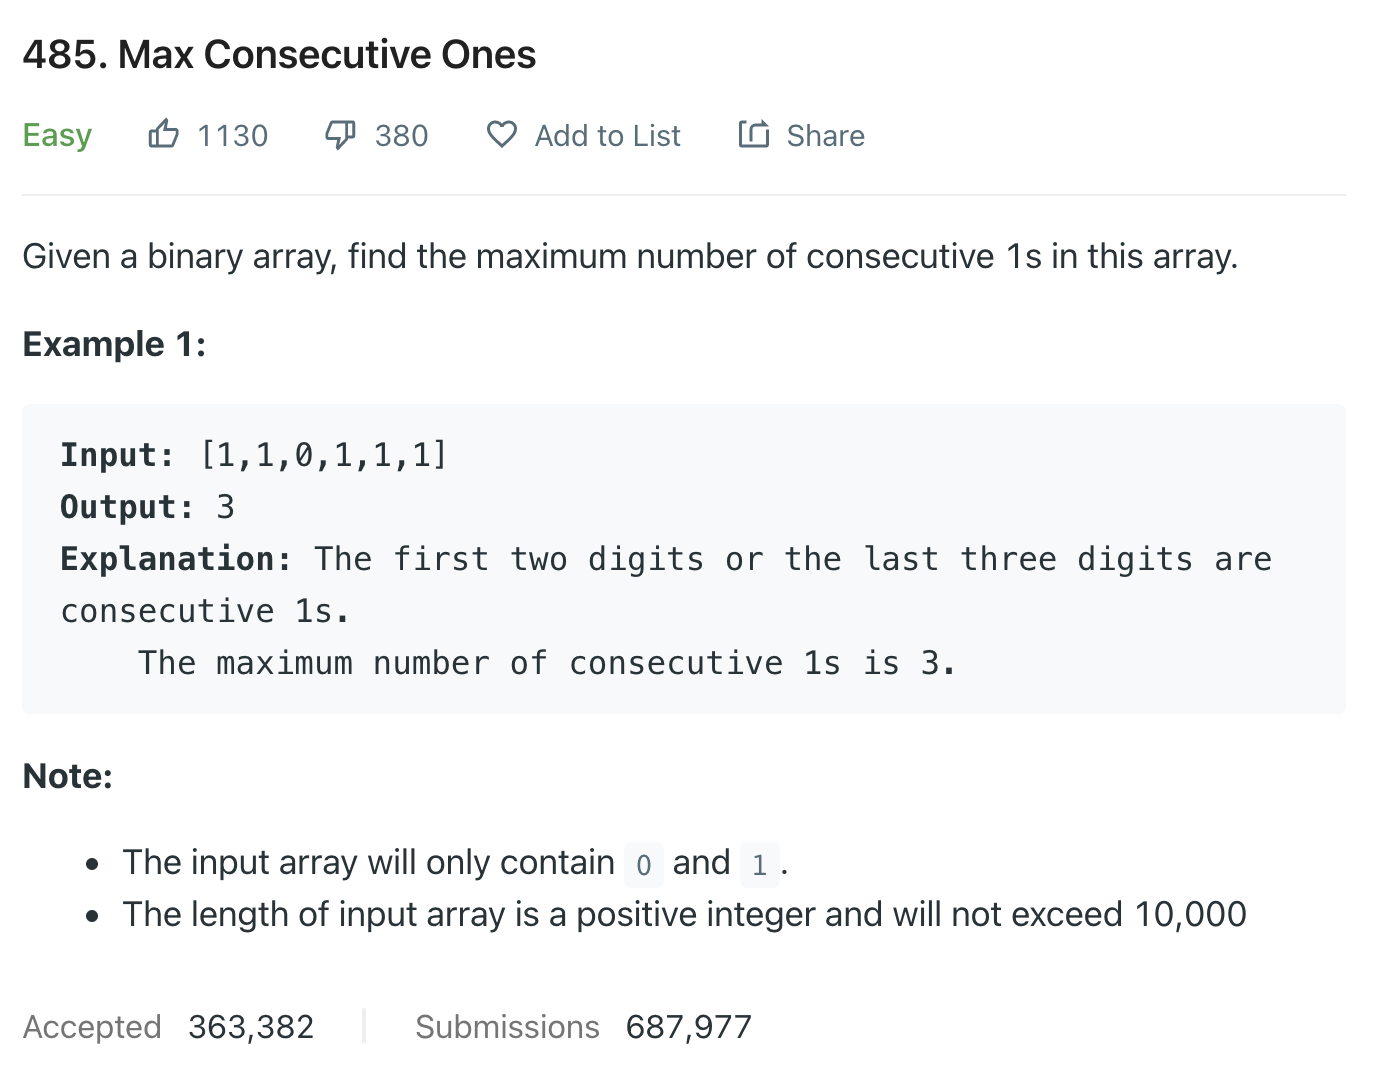 485. Max Consecutive Ones
Easy 1130 380 Add to List Share
Given a binary array, find the maximum number of consecutive 1s in this array.
Example 1:
Input: [1,1,0,1,1,1]
Output: 3
Explanation: The first two digits or the last three digits are
consecutive 1s.
    The maximum number of consecutive 1s is 3.
Note:
• The input array will only contain 0 and 1.
• The length of input array is a positive integer and will not exceed 10,000
Accepted 363,382 Submissions 687,977